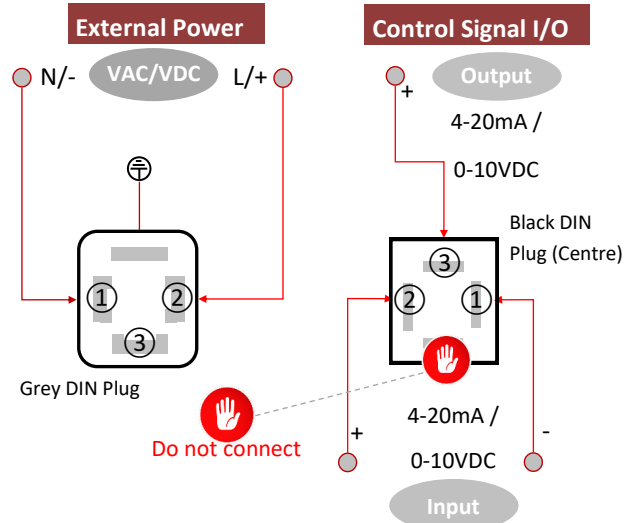 External Power
N/-
VAC/VDC
L/+
1
2
3
Grey DIN Plug
Do not connect
Control Signal I/O
Output
+
4-20mA /
0-10VDC
Black DIN
Plug (Centre)
3
2
1
+
4-20mA /
0-10VDC
-
Input